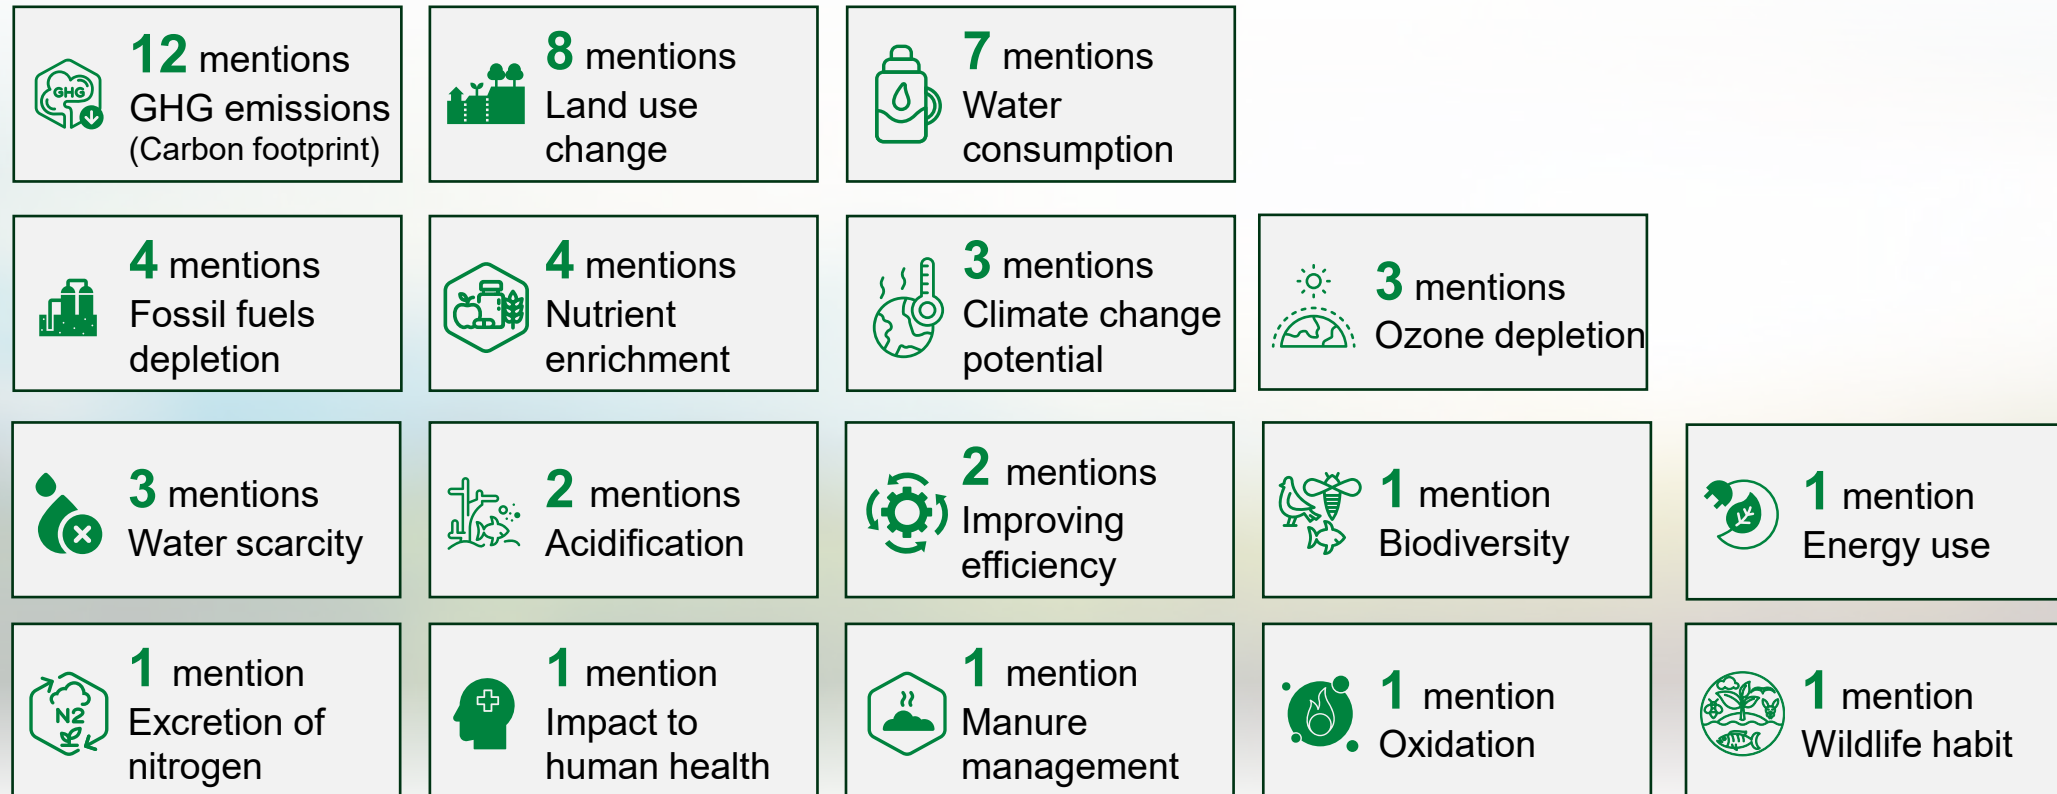 12 mentions
GHG emissions
(Carbon footprint)
8 mentions
Land use
change
7 mentions
Water
consumption
4 mentions
Fossil fuels
depletion
4 mentions
Nutrient
enrichment
3 mentions
Climate change
potential
3 mentions
Ozone depletion
3 mentions
Water scarcity
2 mentions
Acidification
2 mentions
Improving
efficiency
1 mention
Biodiversity
1 mention
Energy use
1 mention
Excretion of
nitrogen
1 mention
Impact to
human health
1 mention
Manure
management
1 mention
Oxidation
1 mention
Wildlife habit
GHG
N2